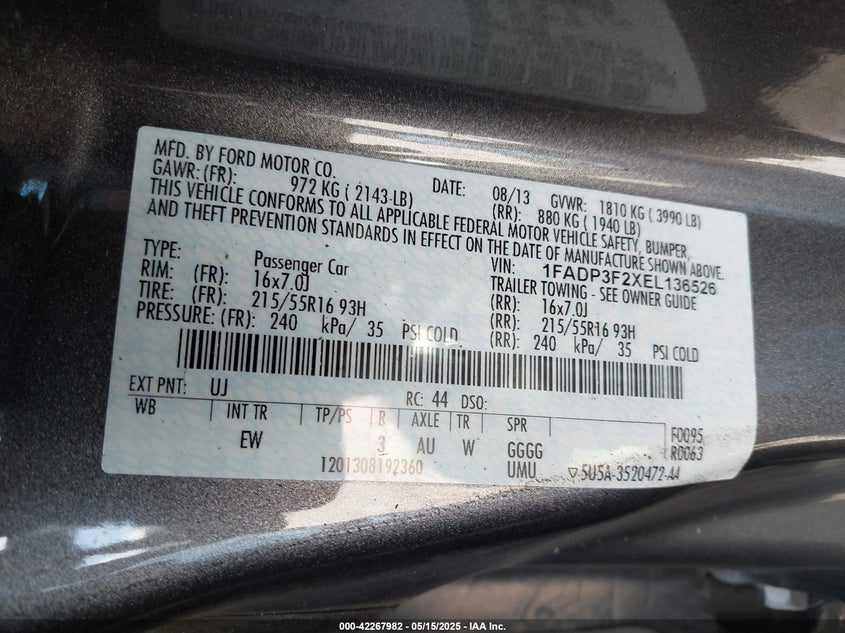 MFD. BY FORD MOTOR CO. DATE: 08/13 GVWR: 1810 KG ( 3990 LB)
GAWR: (FR): 972 KG ( 2143-LB) (RR): 880 KG ( 1940 LB)
THIS VEHICLE CONFORMS TO ALL APPLICABLE FEDERAL MOTOR VEHICLE SAFETY, BUMPER,
AND THEFT PREVENTION STANDARDS IN EFFECT ON THE DATE OF MANUFACTURE SHOWN ABOVE.
VIN: 1FADP3F2XEL136526
TYPE: Passenger Car TRAILER TOWING - SEE OWNER GUIDE
RIM: (FR): 16x7.0J (RR): 16x7.0J
TIRE: (FR): 215/55R16 93H (RR): 215/55R16 93H
PRESSURE: (FR): 240 kPa/ 35 PSI COLD (RR): 240 kPa/ 35 PSI COLD
EXT PNT: UJ RC: 44 DSO:
WB INT TR TP/PS R AXLE TR SPR F0095
EW 3 AU W GGGG R0063
1201308192360 UMU 5U5A-3520472-AA
000-42267982 — 05/15/2025 — IAA Inc.